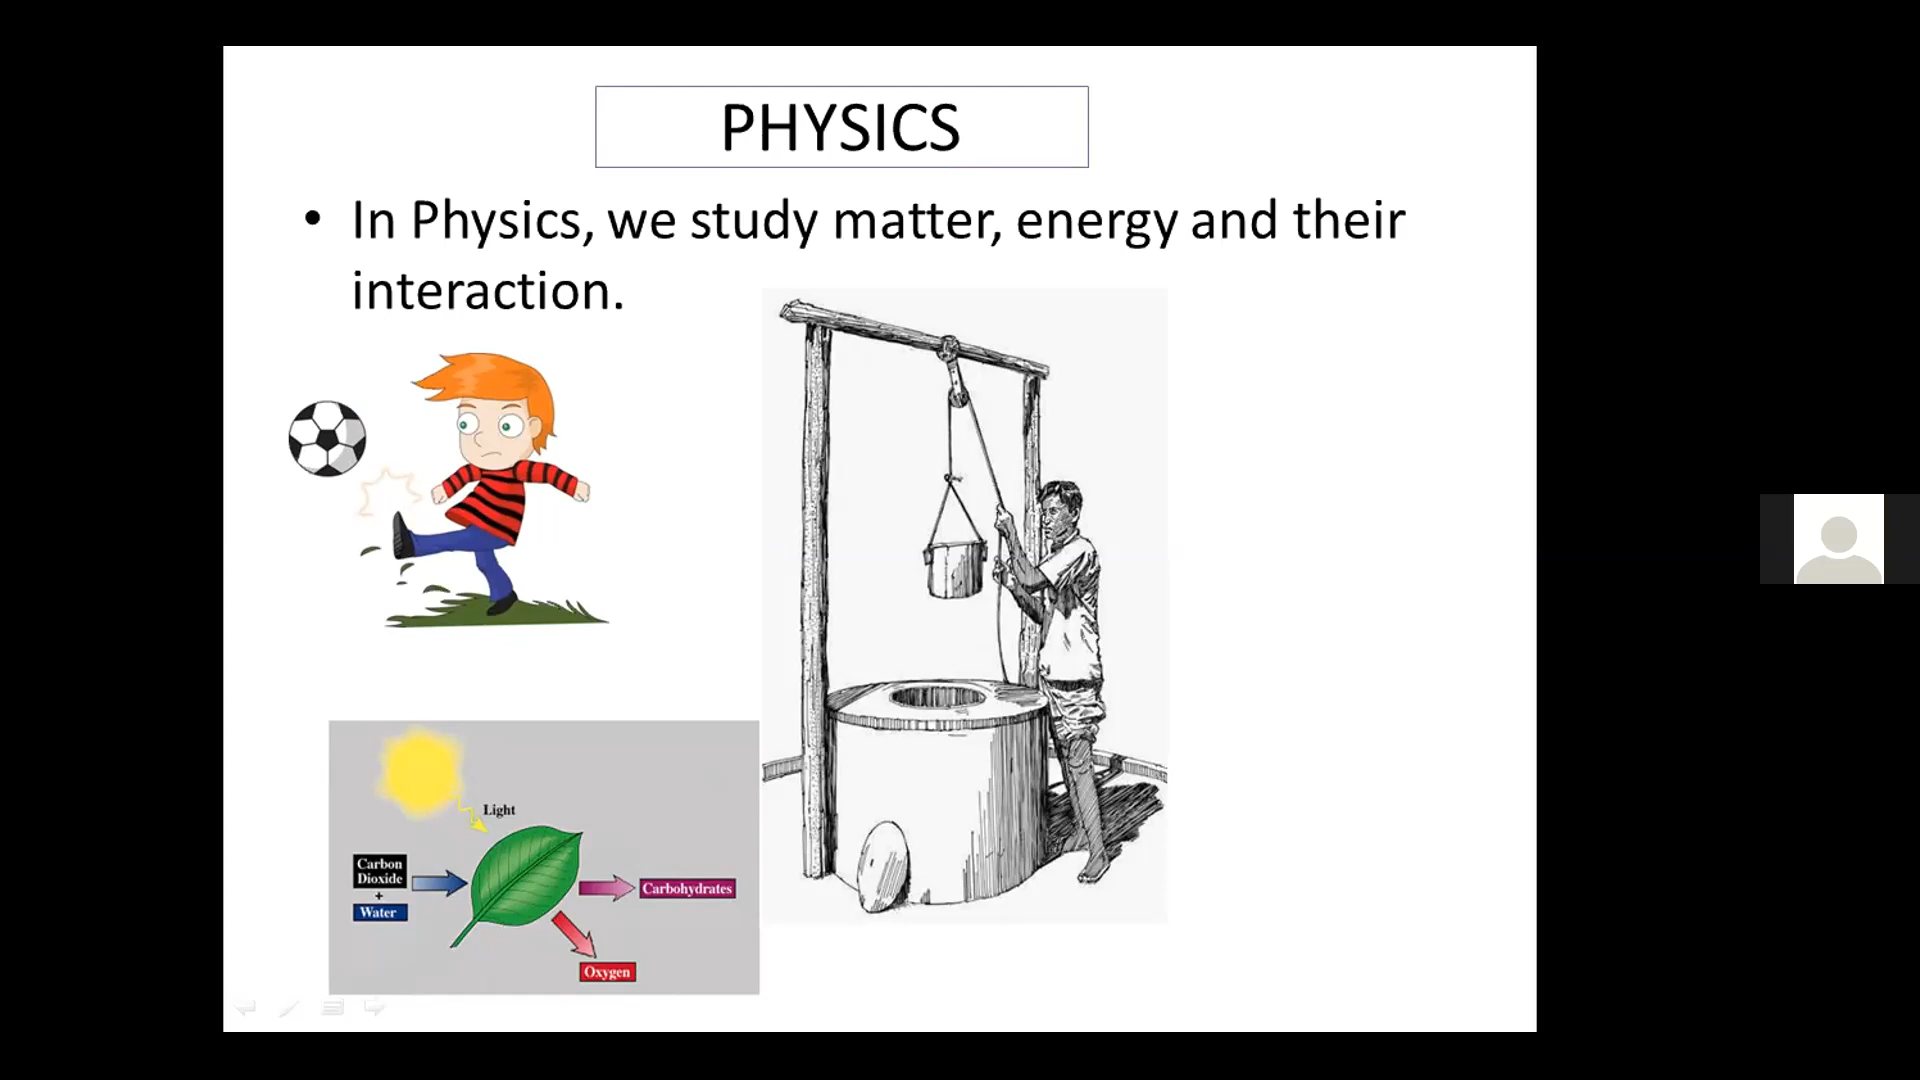 PHYSICS
• In Physics, we study matter, energy and their
interaction.
Light
Carbon
Dioxide
+
Water
Carbohydrates
Oxygen